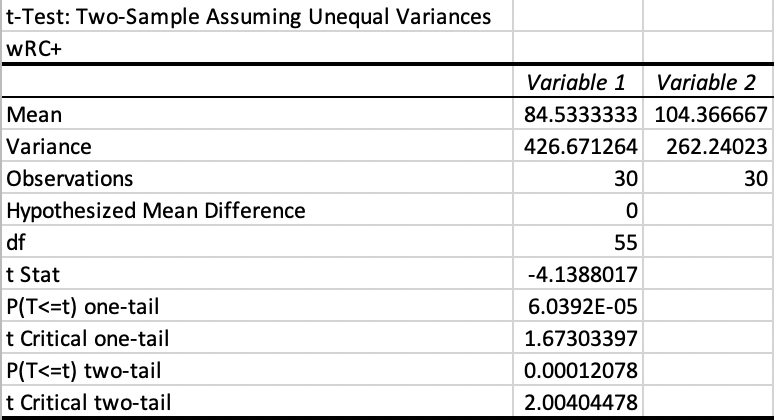 t-Test: Two-Sample Assuming Unequal Variances
wRC+
Variable 1 Variable 2
Mean 84.5333333 104.366667
Variance 426.671264 262.24023
Observations 30 30
Hypothesized Mean Difference 0
df 55
t Stat -4.1388017
P(T<=t) one-tail 6.0392E-05
t Critical one-tail 1.67303397
P(T<=t) two-tail 0.00012078
t Critical two-tail 2.00404478